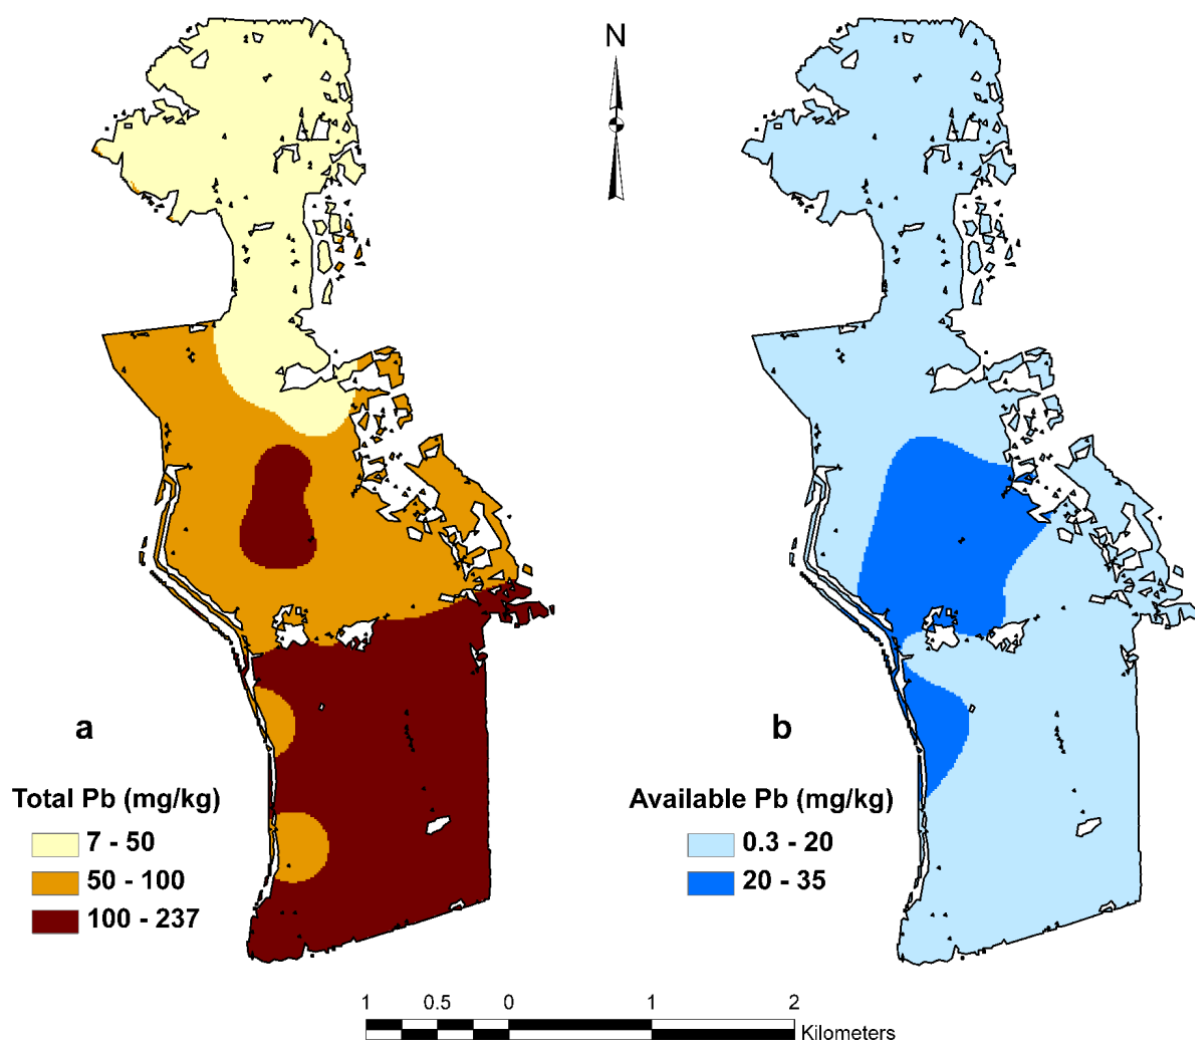 N
a
b
Total Pb (mg/kg)
7 - 50
50 - 100
100 - 237
Available Pb (mg/kg)
0.3 - 20
20 - 35
1 0.5 0 1 2
Kilometers